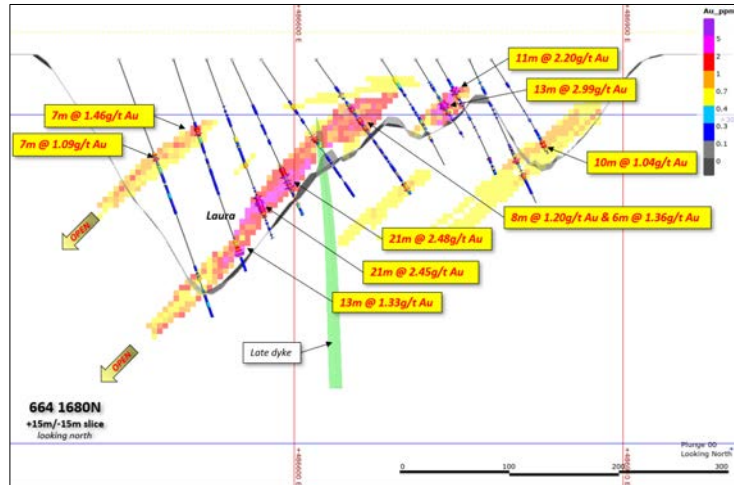 Au_ppm
5
2
1
0.7
0.4
0.3
0.1
0
+486600 E
+486900 E
11m @ 2.20g/t Au
13m @ 2.99g/t Au
7m @ 1.46g/t Au
7m @ 1.09g/t Au
10m @ 1.04g/t Au
OPEN
Laura
8m @ 1.20g/t Au & 6m @ 1.36g/t Au
21m @ 2.48g/t Au
21m @ 2.45g/t Au
13m @ 1.33g/t Au
Late dyke
OPEN
664 1680N
+15m/-15m slice
looking north
+486600 E
Plunge 00
Looking North
0 100 200 300